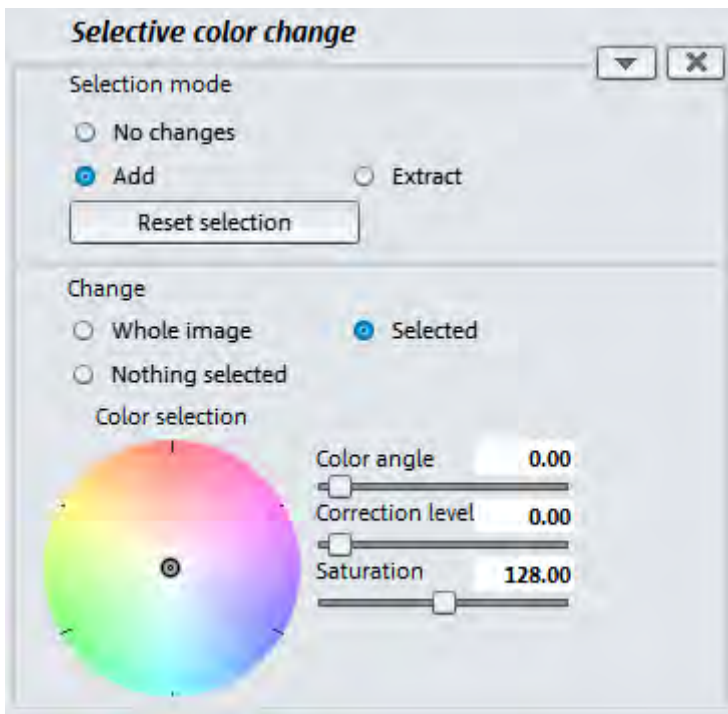 Selective color change
Selection mode
No changes
Add Extract
Reset selection
Change
Whole image Selected
Nothing selected
Color selection
Color angle 0.00
Correction level 0.00
Saturation 128.00